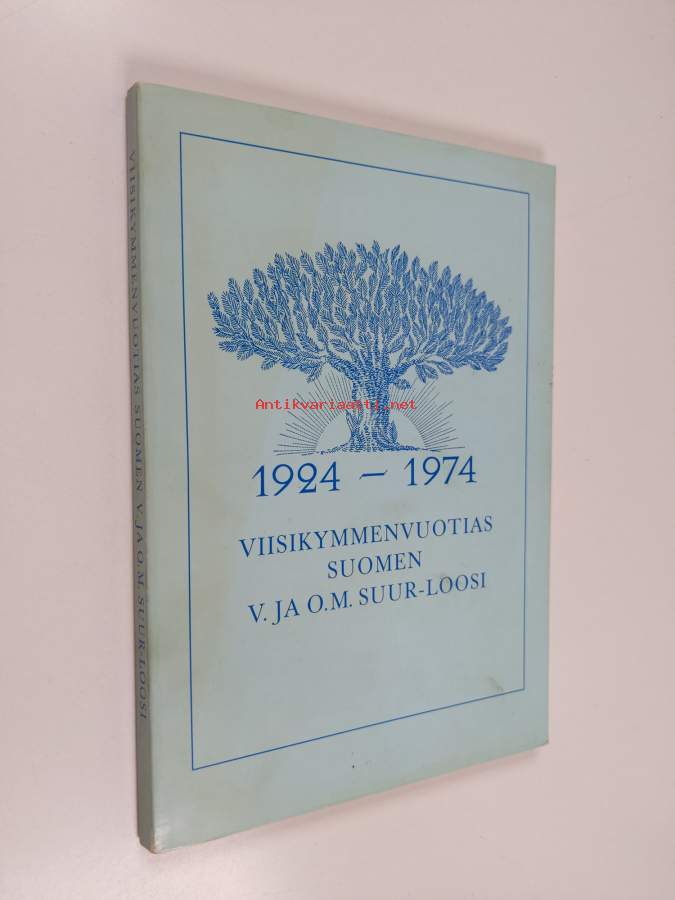 VIISIKYMMENVUOTIAS SUOMEN V. JA O.M. SUUR-LOOSI
Antikvariaatti.net
1924 – 1974
VIISIKYMMENVUOTIAS
SUOMEN
V. JA O.M. SUUR-LOOSI